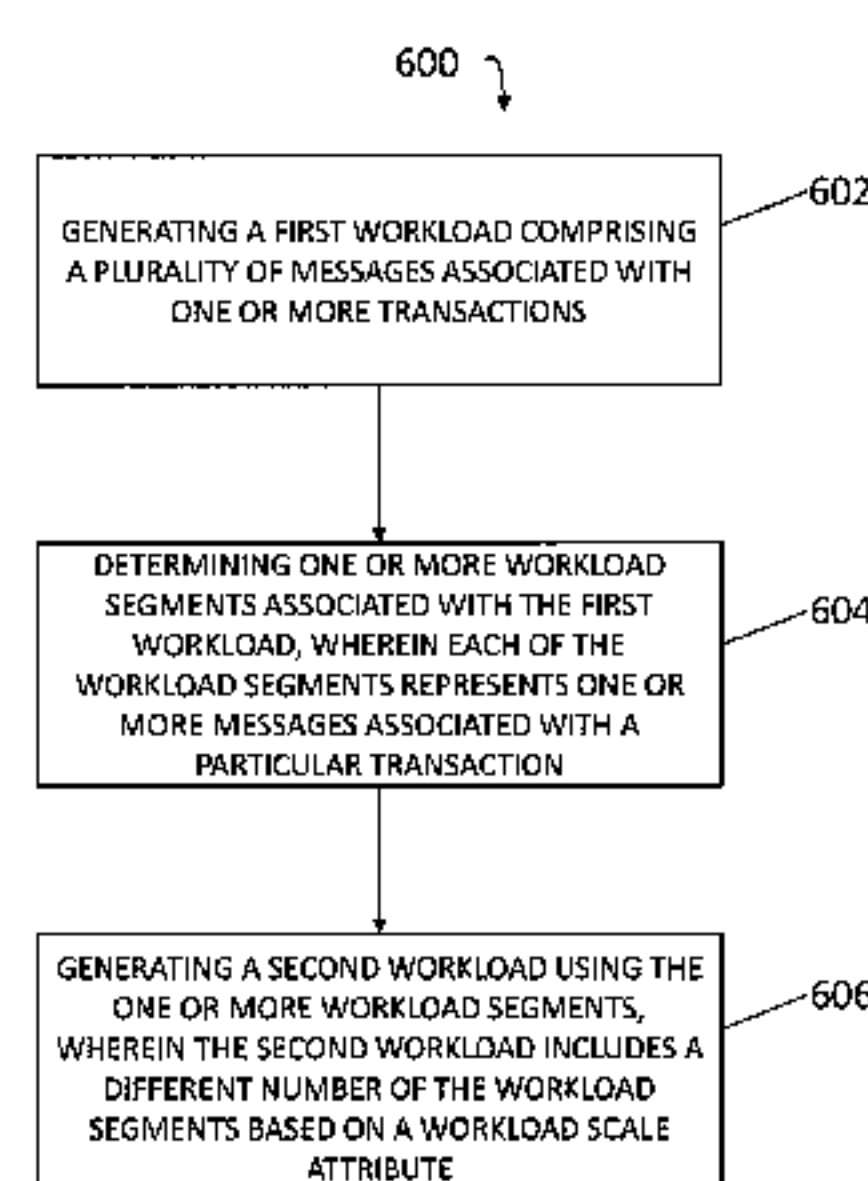 600
602
GENERATING A FIRST WORKLOAD COMPRISING
A PLURALITY OF MESSAGES ASSOCIATED WITH
ONE OR MORE TRANSACTIONS
DETERMINING ONE OR MORE WORKLOAD
SEGMENTS ASSOCIATED WITH THE FIRST
WORKLOAD, WHEREIN EACH OF THE
WORKLOAD SEGMENTS REPRESENTS ONE OR
MORE MESSAGES ASSOCIATED WITH A
PARTICULAR TRANSACTION
604
GENERATING A SECOND WORKLOAD USING THE
ONE OR MORE WORKLOAD SEGMENTS,
WHEREIN THE SECOND WORKLOAD INCLUDES A
DIFFERENT NUMBER OF THE WORKLOAD
SEGMENTS BASED ON A WORKLOAD SCALE
ATTRIBUTE
606